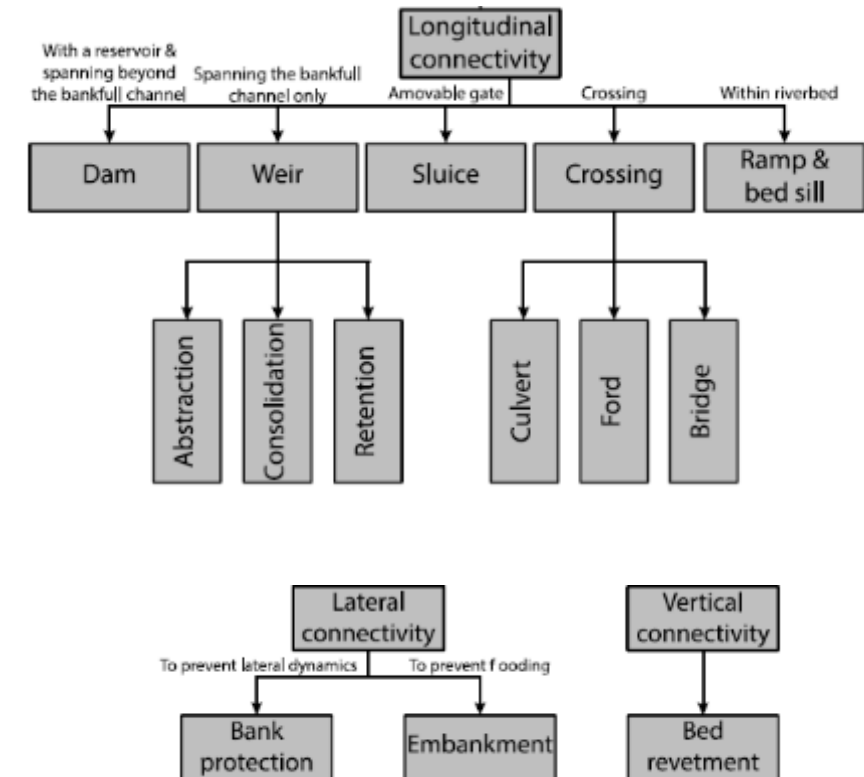 Longitudinal
connectivity
With a reservoir &
spanning beyond
the bankfull channel
Spanning the bankfull
channel only
Amovable gate
Crossing
Within riverbed
Dam
Weir
Sluice
Crossing
Ramp &
bed sill
Abstraction
Consolidation
Retention
Culvert
Ford
Bridge
Lateral
connectivity
Vertical
connectivity
To prevent lateral dynamics
To prevent f ooding
Bank
protection
Embankment
Bed
revetment